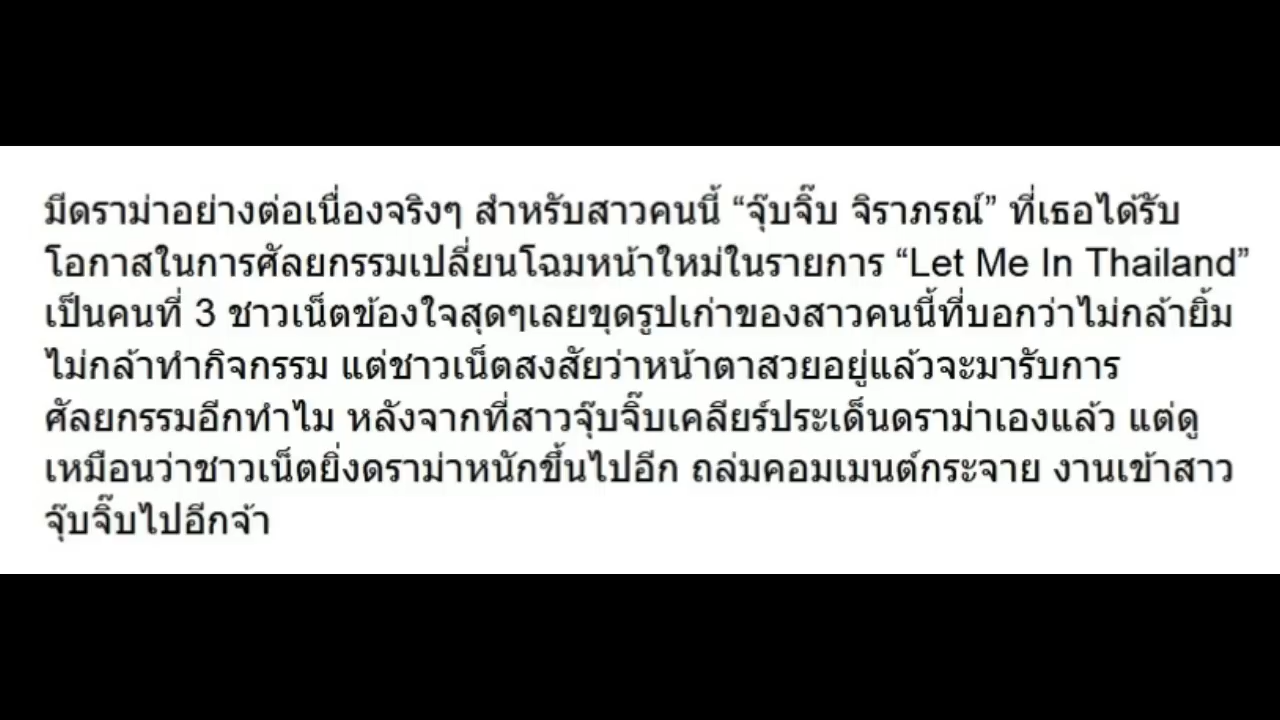 มีดราม่าอย่างต่อเนื่องจริงๆ สำหรับสาวคนนี้ “จุ๊บจิ๊บ จิราภรณ์” ที่เธอได้รับ
โอกาสในการศัลยกรรมเปลี่ยนโฉมหน้าใหม่ในรายการ “Let Me In Thailand”
เป็นคนที่ 3 ชาวเน็ตข้องใจสุดๆเลยขุดรูปเก่าของสาวคนนี้ที่บอกว่าไม่กล้ายิ้ม
ไม่กล้าทำกิจกรรม แต่ชาวเน็ตสงสัยว่าหน้าตาสวยอยู่แล้วจะมารับการ
ศัลยกรรมอีกทำไม หลังจากที่สาวจุ๊บจิ๊บเคลียร์ประเด็นดราม่าเองแล้ว แต่ดู
เหมือนว่าชาวเน็ตยิ่งดราม่าหนักขึ้นไปอีก ถล่มคอมเมนต์กระจาย งานเข้าสาว
จุ๊บจิ๊บไปอีกจ้า